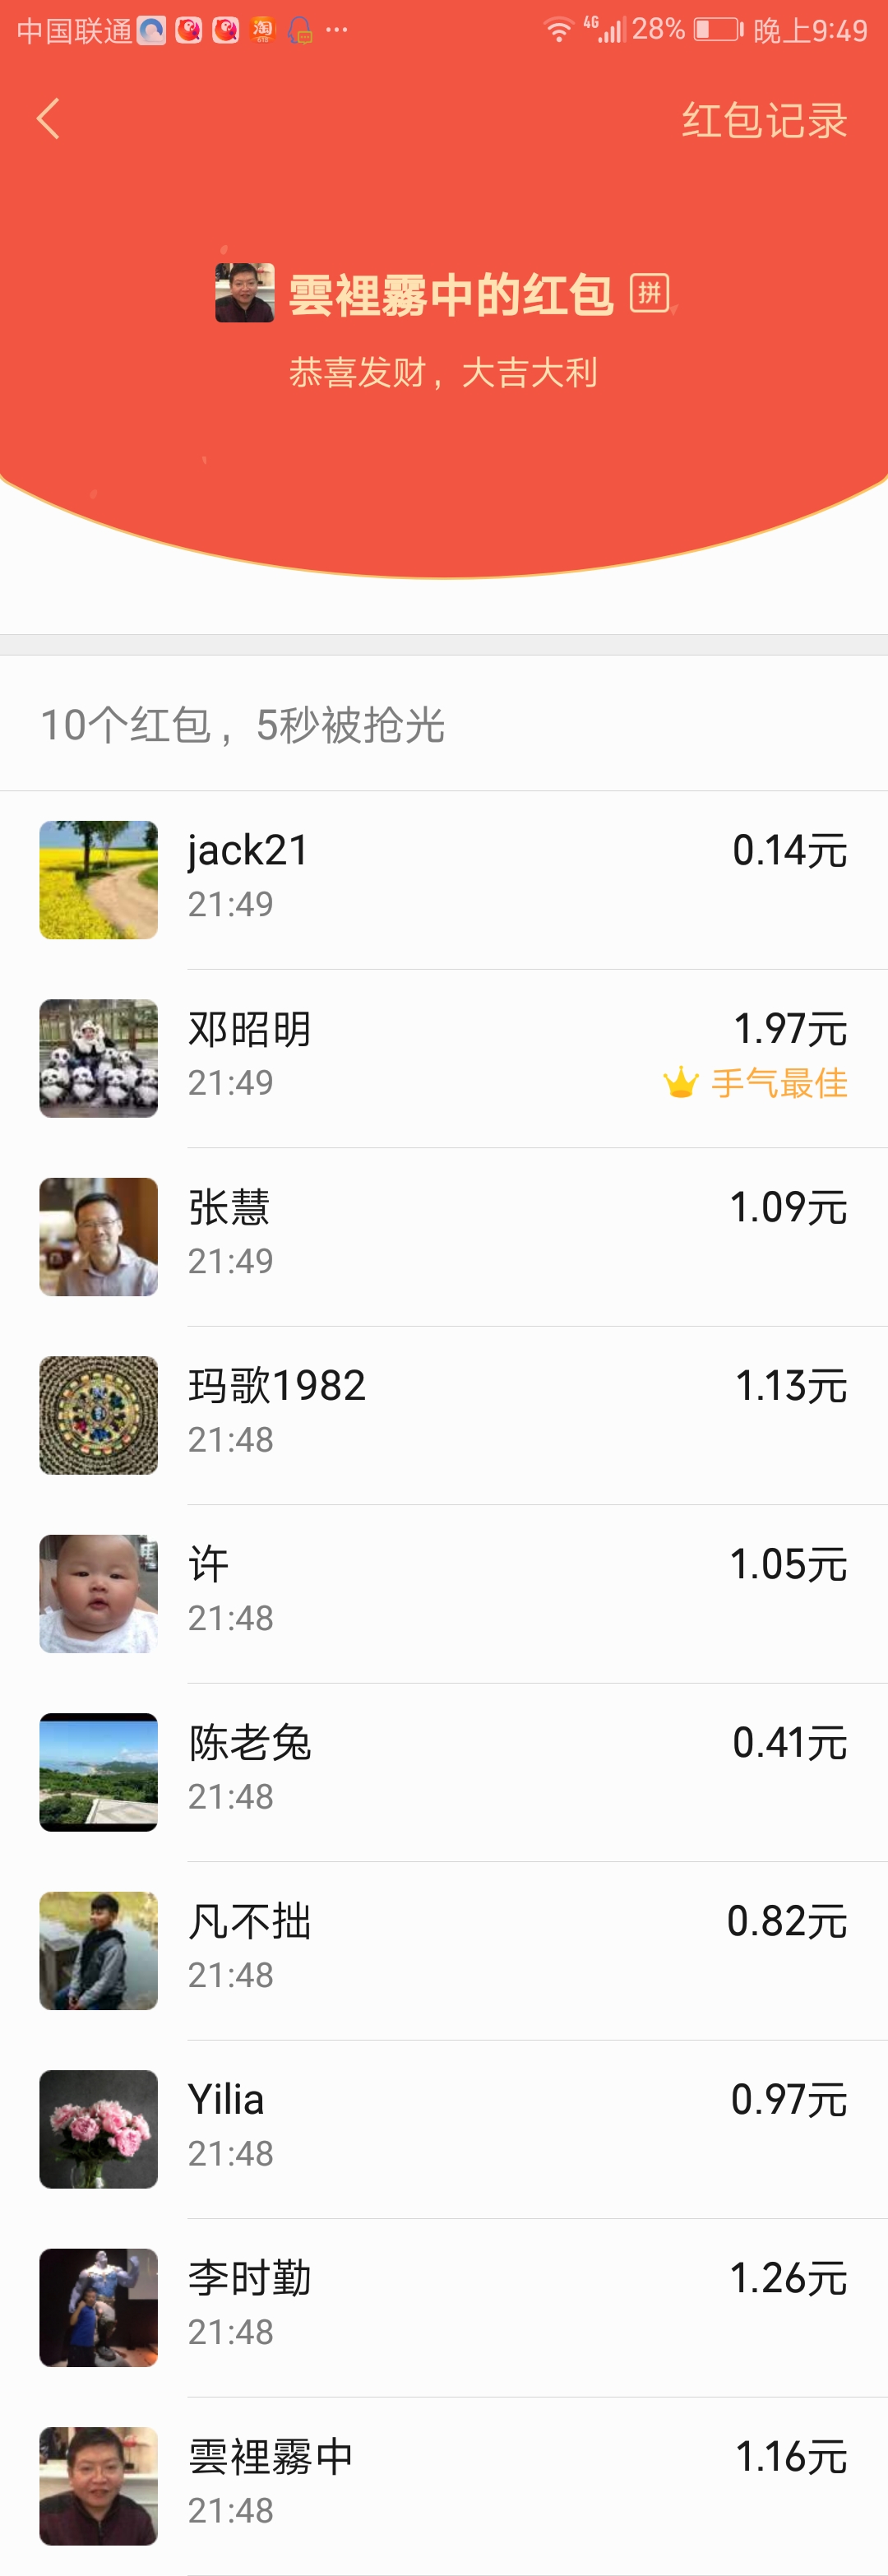 中国联通 淘 ... 4G 28% 晚上9:49
红包记录
雲裡霧中的红包 拼
恭喜发财，大吉大利
10个红包，5秒被抢光
jack21 0.14元
21:49
邓昭明 1.97元
21:49 手气最佳
张慧 1.09元
21:49
玛歌1982 1.13元
21:48
许 1.05元
21:48
陈老兔 0.41元
21:48
凡不拙 0.82元
21:48
Yilia 0.97元
21:48
李时勤 1.26元
21:48
雲裡霧中 1.16元
21:48